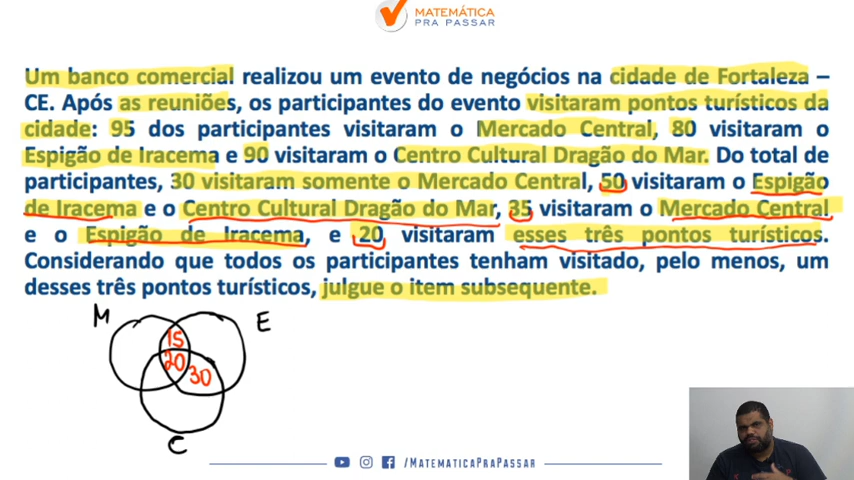 MATEMÁTICA
PRA PASSAR
Um banco comercial realizou um evento de negócios na cidade de Fortaleza –
CE. Após as reuniões, os participantes do evento visitaram pontos turísticos da
cidade: 95 dos participantes visitaram o Mercado Central, 80 visitaram o
Espigão de Iracema e 90 visitaram o Centro Cultural Dragão do Mar. Do total de
participantes, 30 visitaram somente o Mercado Central, 50 visitaram o Espigão
de Iracema e o Centro Cultural Dragão do Mar, 35 visitaram o Mercado Central
e o Espigão de Iracema, e 20 visitaram esses três pontos turísticos.
Considerando que todos os participantes tenham visitado, pelo menos, um
desses três pontos turísticos, julgue o item subsequente.
M
E
15
20
30
C
/MATEMATICAPRAPASSAR